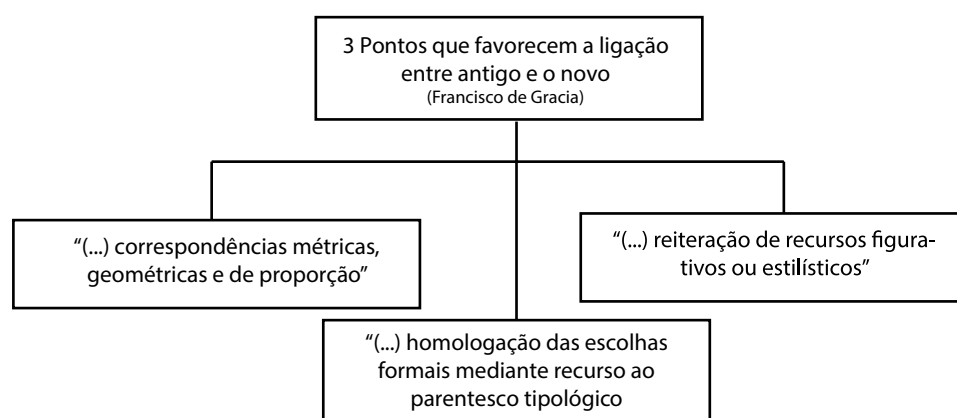 3 Pontos que favorecem a ligação
entre antigo e o novo
(Francisco de Gracia)
“(...) correspondências métricas,
geométricas e de proporção”
“(...) reiteração de recursos figura-
tivos ou estilísticos”
“(...) homologação das escolhas
formais mediante recurso ao
parentesco tipológico